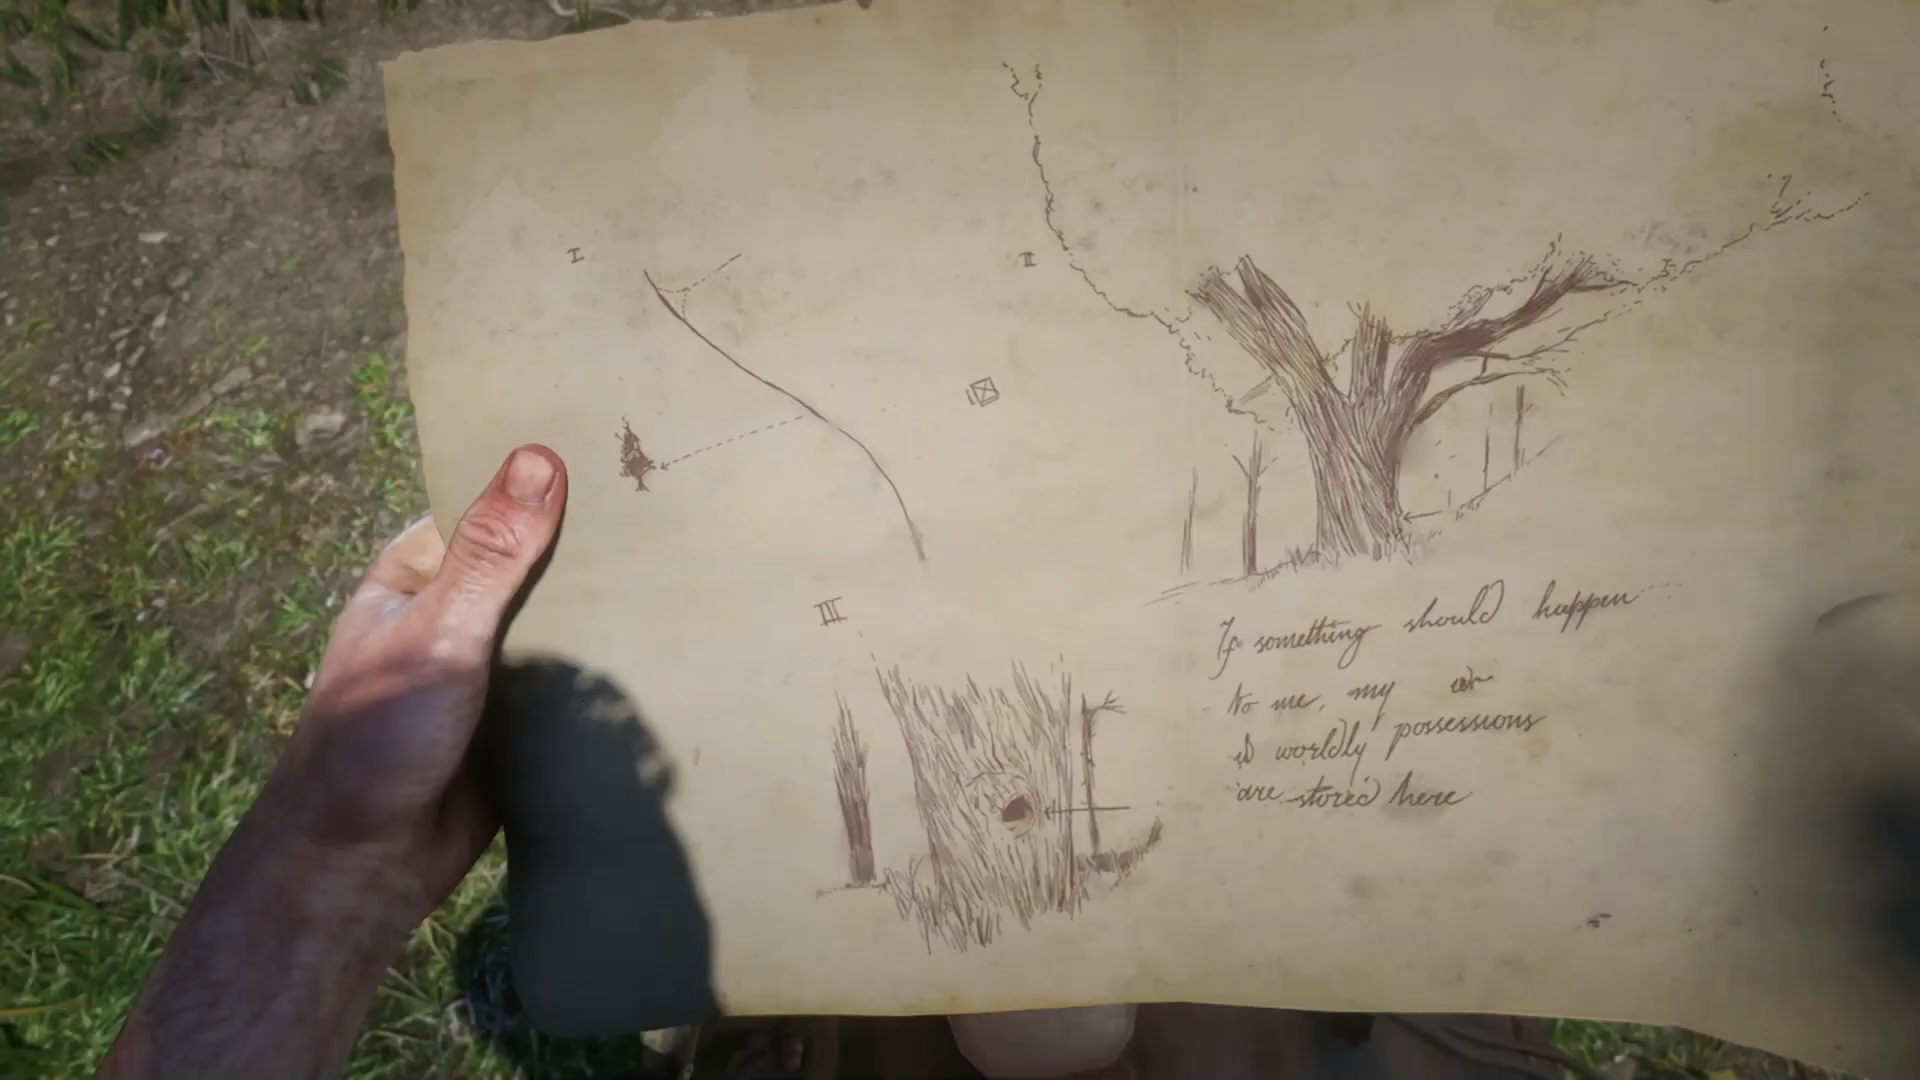 I
II
III
If something should happen
to me, my
worldly possessions
are stored here